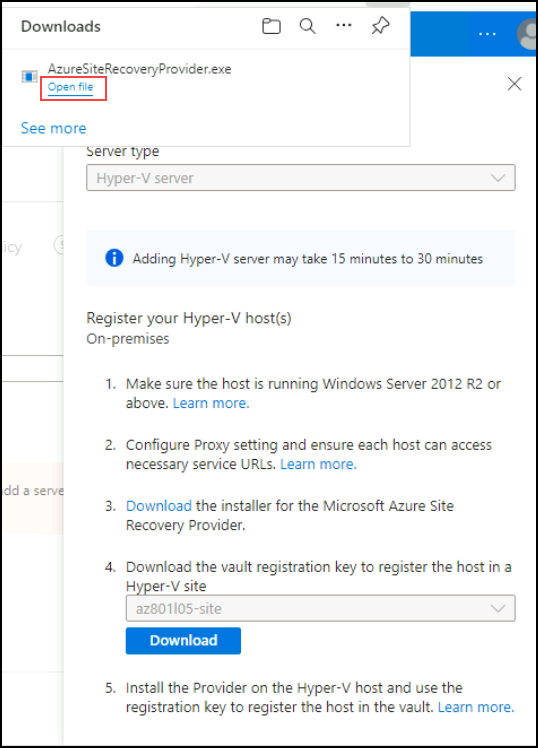 Downloads
...
AzureSiteRecoveryProvider.exe
Open file
See more
Server type
Hyper-V server
icy
Adding Hyper-V server may take 15 minutes to 30 minutes
Register your Hyper-V host(s)
On-premises
1. Make sure the host is running Windows Server 2012 R2 or
above. Learn more.
2. Configure Proxy setting and ensure each host can access
necessary service URLs. Learn more.
add a serve
3. Download the installer for the Microsoft Azure Site
Recovery Provider.
4. Download the vault registration key to register the host in a
Hyper-V site
az801l05-site
Download
5. Install the Provider on the Hyper-V host and use the
registration key to register the host in the vault. Learn more.